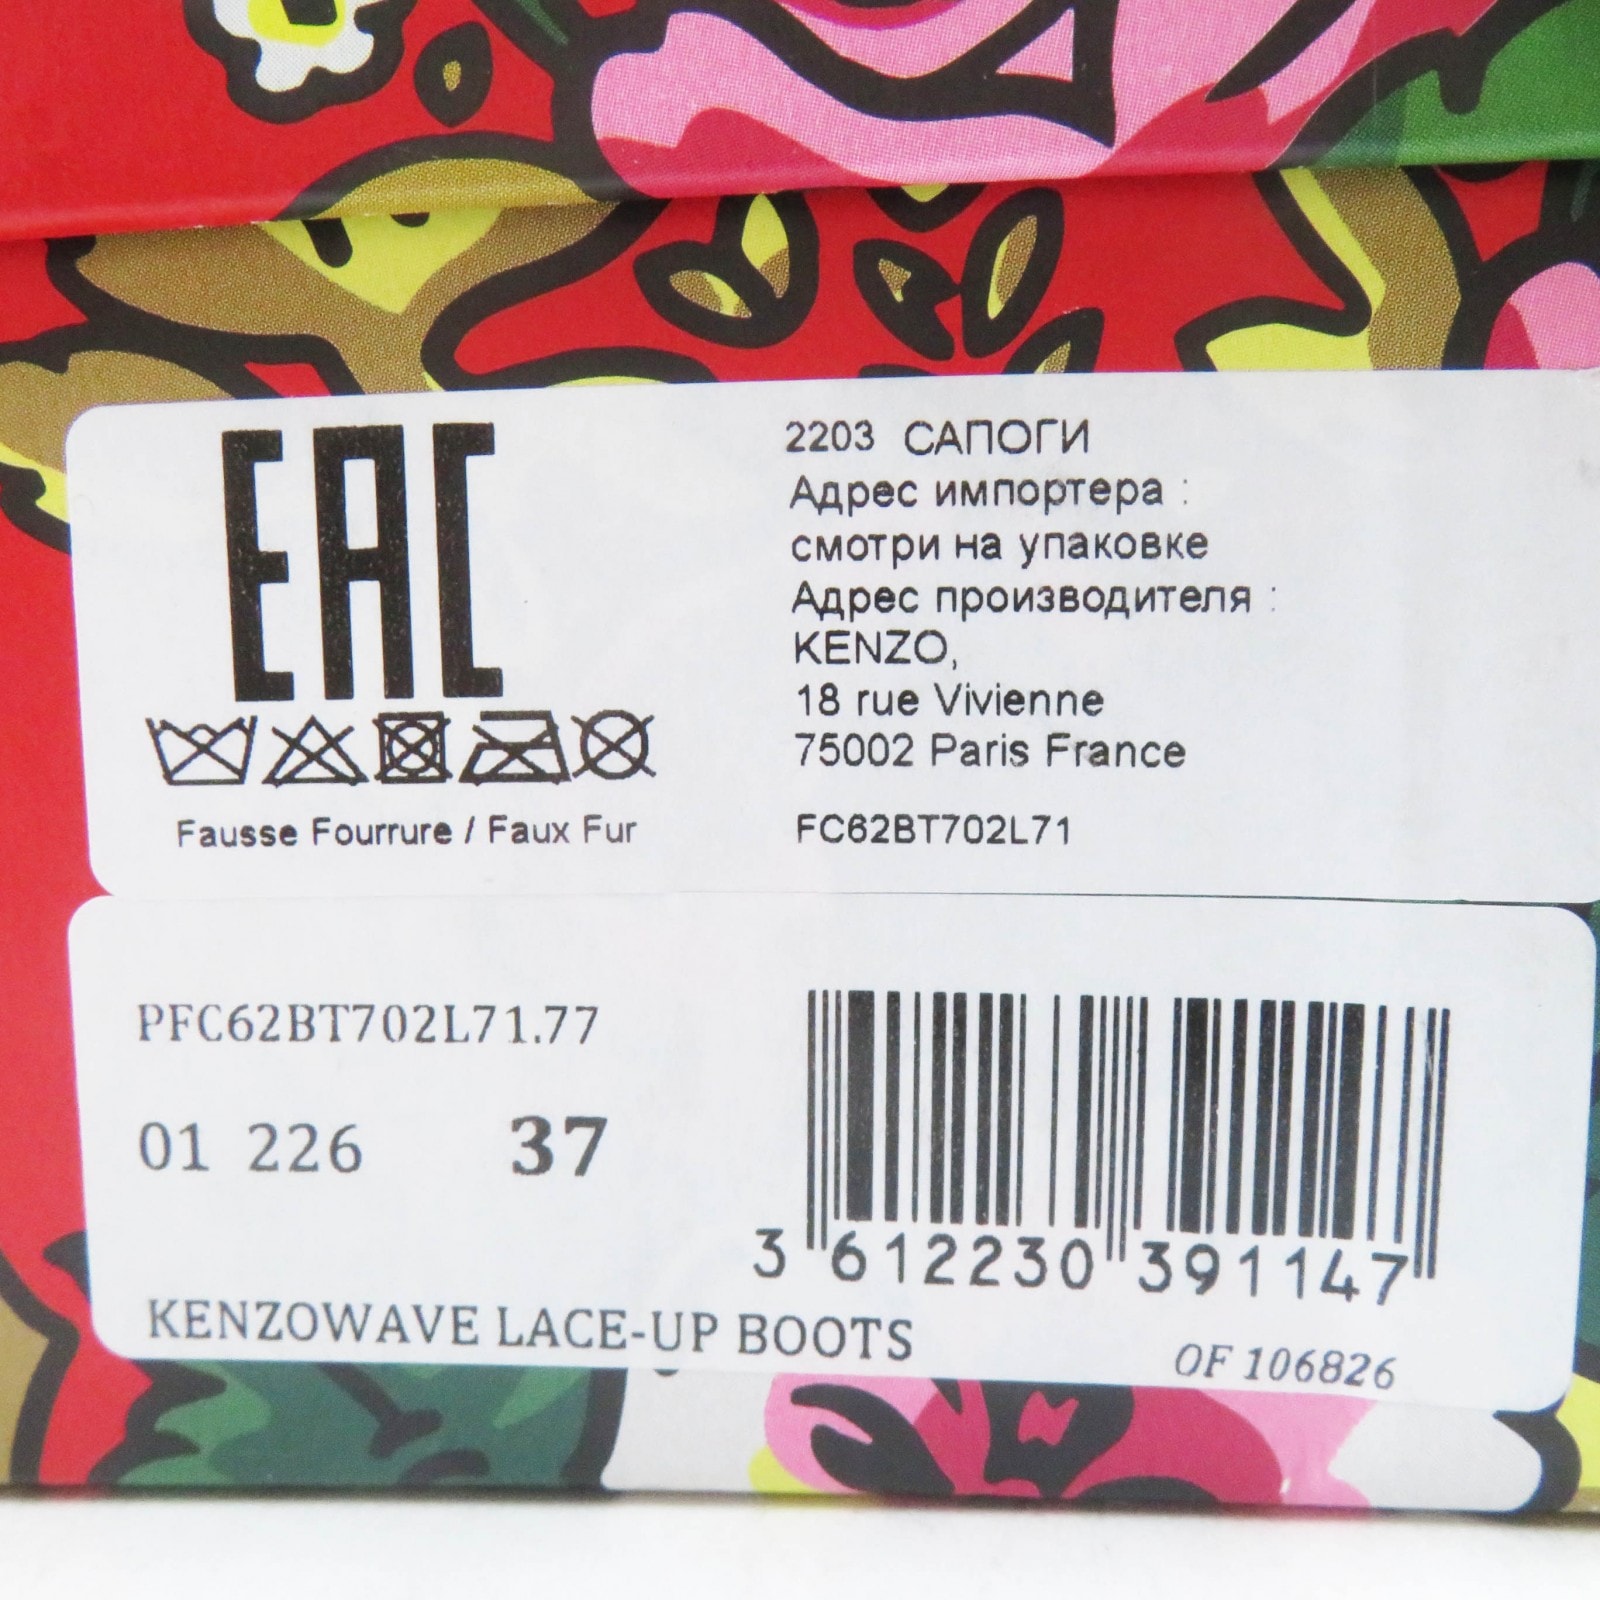 EAC
2203 САПОГИ
Адрес импортера :
смотри на упаковке
Адрес производителя :
KENZO,
18 rue Vivienne
75002 Paris France
Fausse Fourrure / Faux Fur
FC62BT702L71
PFC62BT702L71.77
01 226 37
3 612230 391147
KENZOWAVE LACE-UP BOOTS
OF 106826